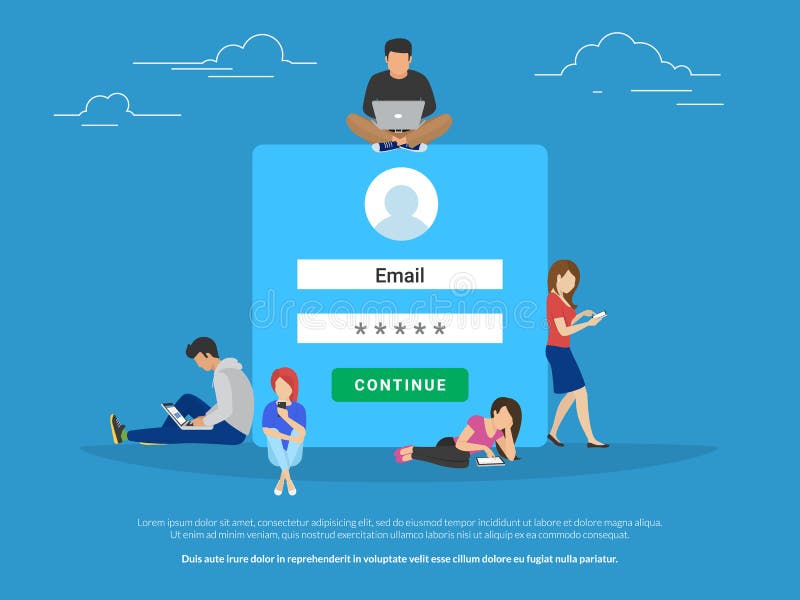 Email
*****
CONTINUE
Lorem ipsum dolor sit amet, consectetur adipisicing elit, sed do eiusmod tempor incididunt ut labore et dolore magna aliqua.
Ut enim ad minim veniam, quis nostrud exercitation ullamco laboris nisi ut aliquip ex ea commodo consequat.
Duis aute irure dolor in reprehenderit in voluptate velit esse cillum dolore eu fugiat nulla pariatur.
dreamstime